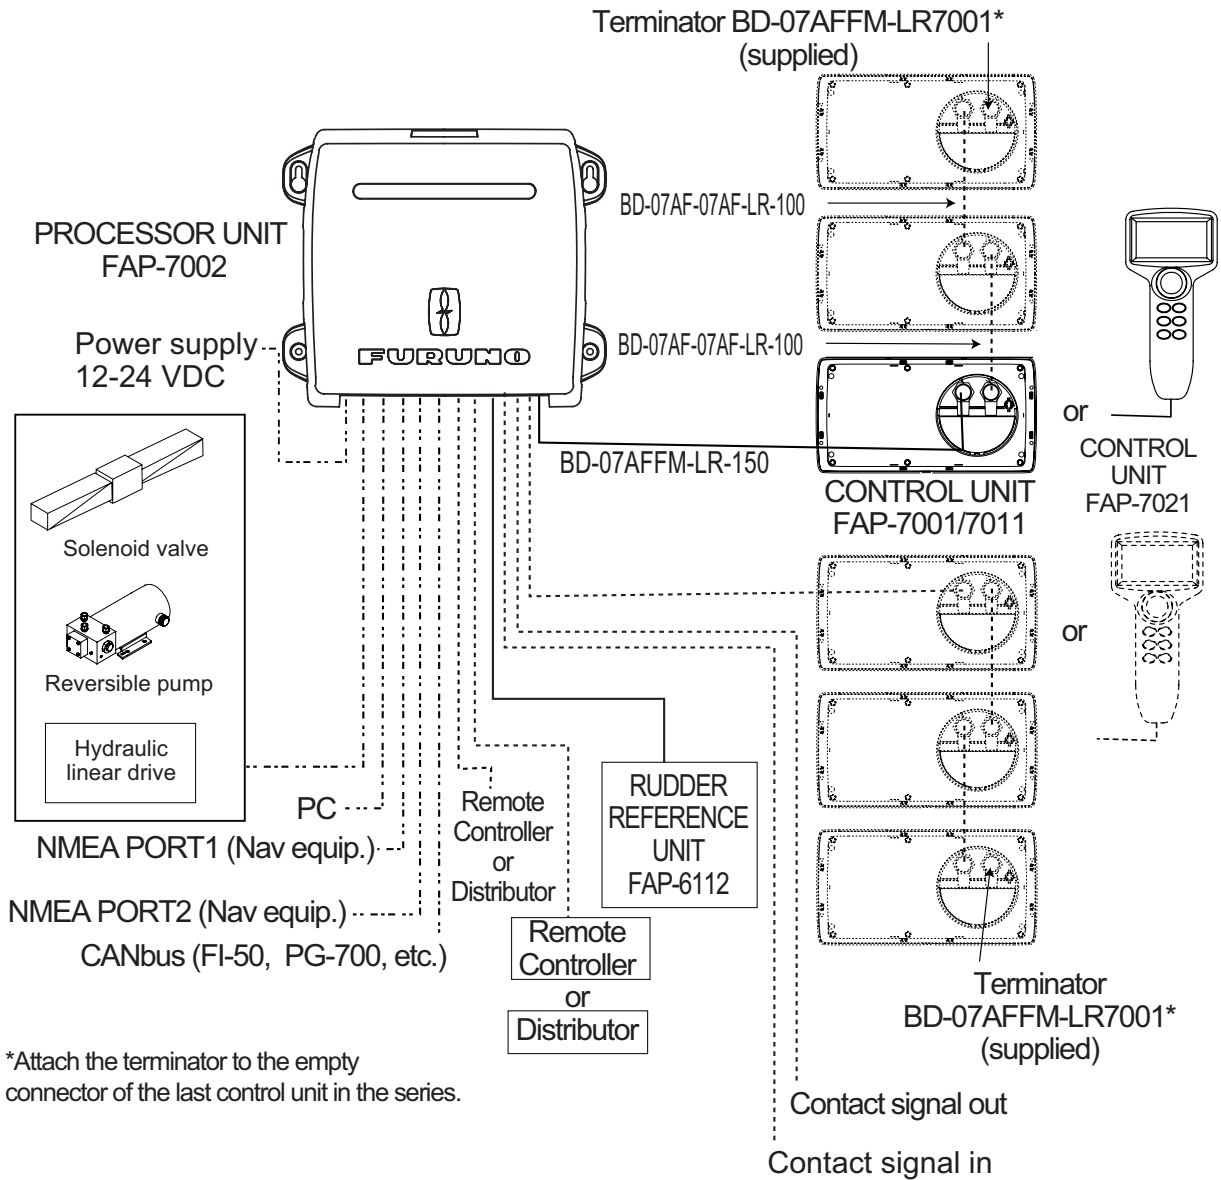 Terminator BD-07AFFM-LR7001*
(supplied)
BD-07AF-07AF-LR-100
PROCESSOR UNIT
FAP-7002
Power supply
12-24 VDC
FURUNO
BD-07AF-07AF-LR-100
BD-07AFFM-LR-150
CONTROL UNIT
FAP-7001/7011
or
CONTROL
UNIT
FAP-7021
or
Solenoid valve
Reversible pump
Hydraulic
linear drive
PC
NMEA PORT1 (Nav equip.)
NMEA PORT2 (Nav equip.)
CANbus (FI-50, PG-700, etc.)
Remote
Controller
or
Distributor
Remote
Controller
or
Distributor
RUDDER
REFERENCE
UNIT
FAP-6112
Terminator
BD-07AFFM-LR7001*
(supplied)
*Attach the terminator to the empty
connector of the last control unit in the series.
Contact signal out
Contact signal in